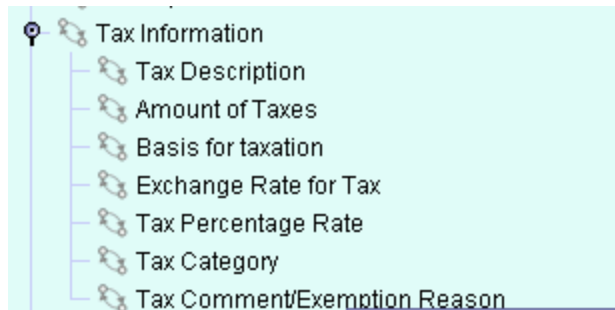 Tax Information
Tax Description
Amount of Taxes
Basis for taxation
Exchange Rate for Tax
Tax Percentage Rate
Tax Category
Tax Comment/Exemption Reason